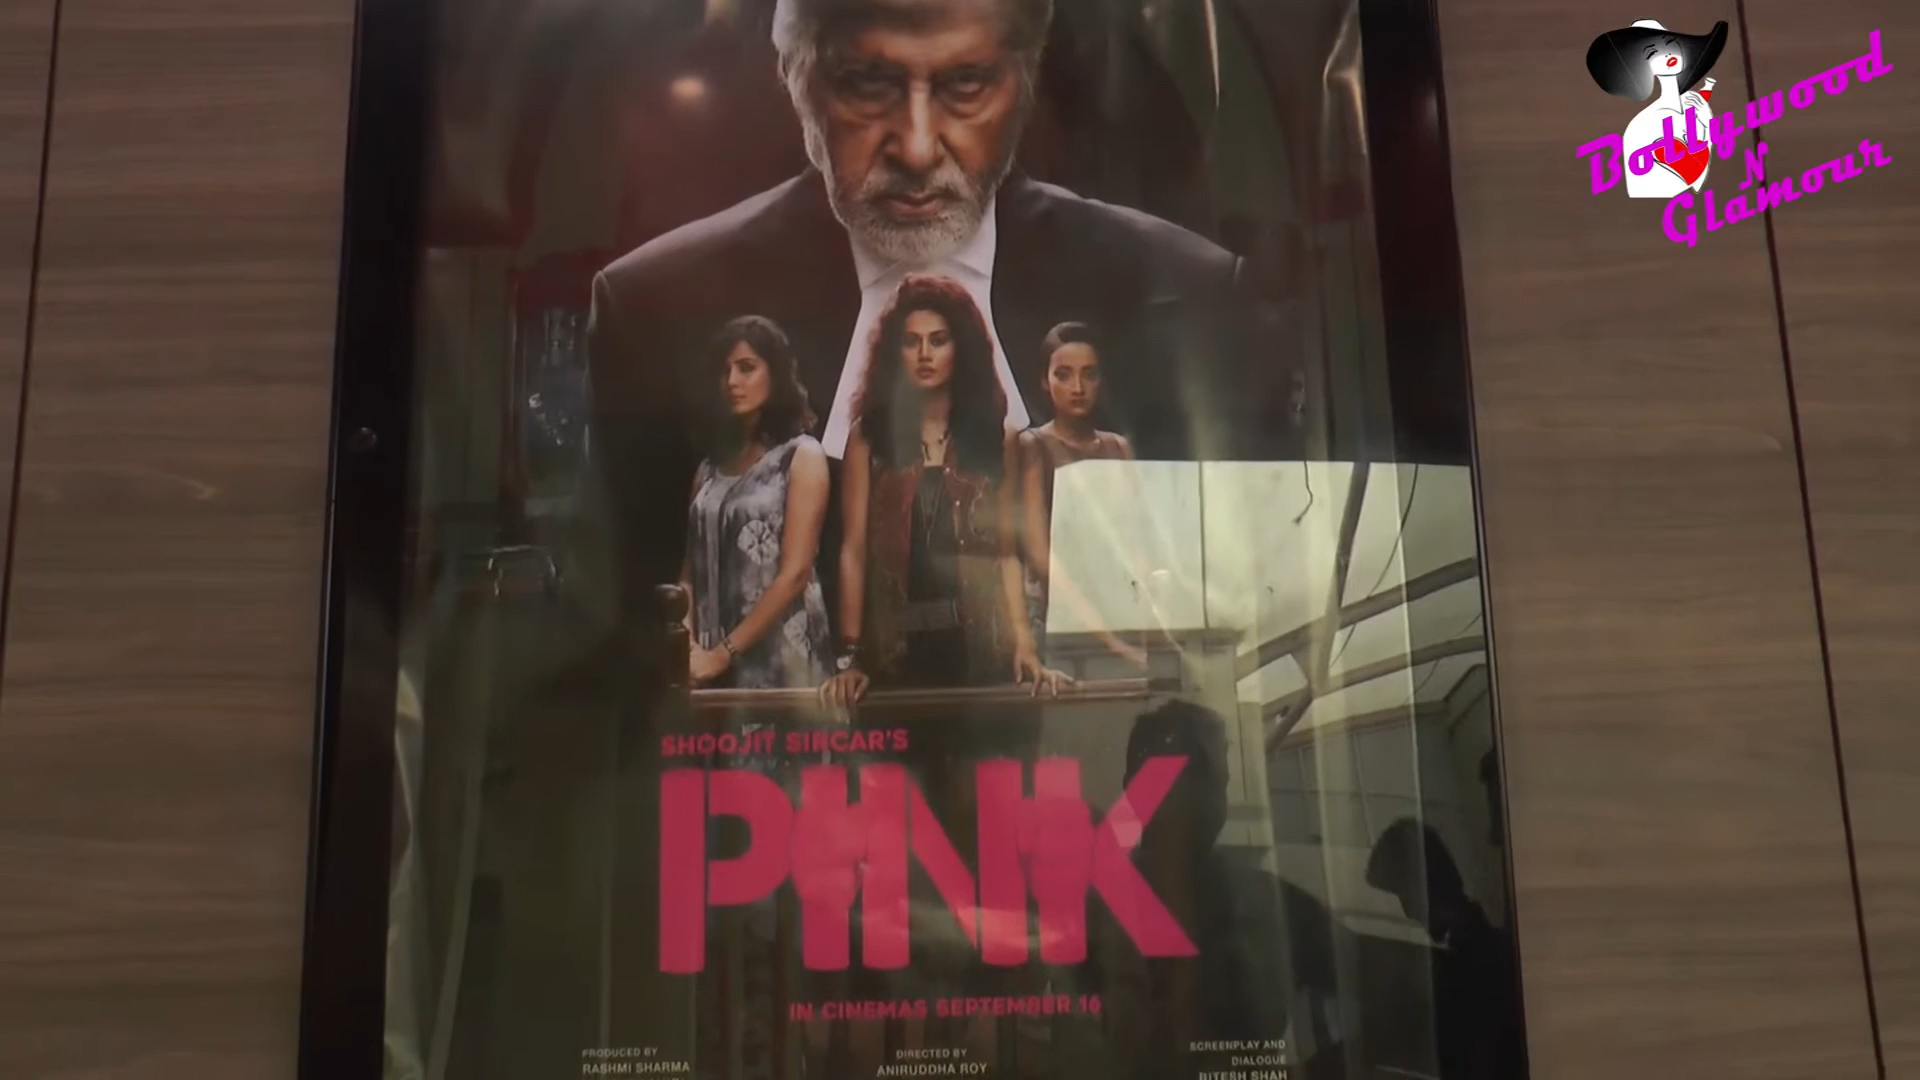 Bollywood
N
Glamour
SHOOJIT SIRCAR'S
PINK
IN CINEMAS SEPTEMBER 16
PRODUCED BY
RASHMI SHARMA
DIRECTED BY
ANIRUDDHA ROY
SCREENPLAY AND
DIALOGUE
RITESH SHAH